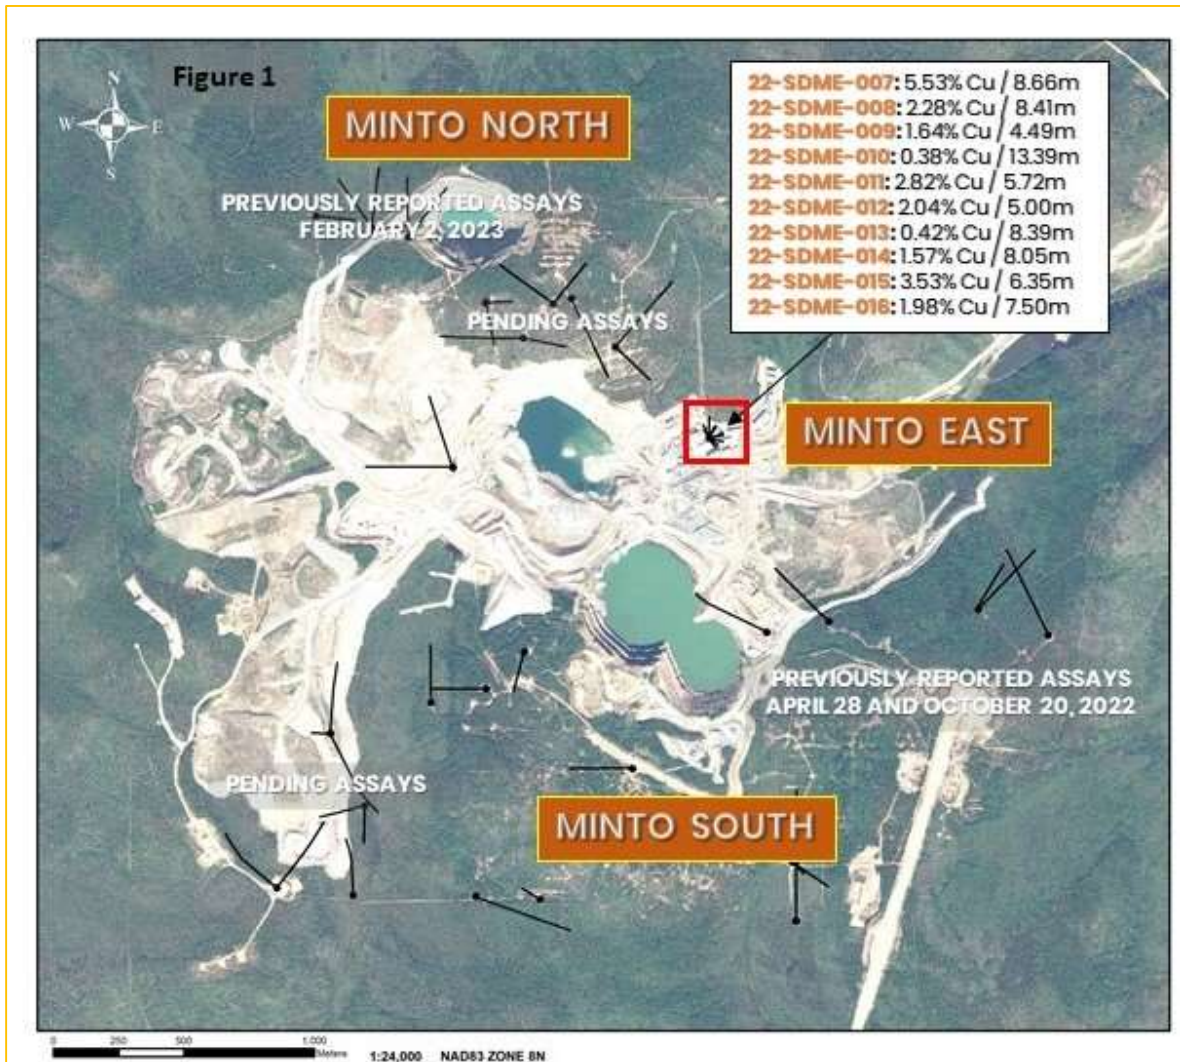 Figure 1
N
W E
S
MINTO NORTH
22-SDME-007: 5.53% Cu / 8.66m
22-SDME-008: 2.28% Cu / 8.41m
22-SDME-009: 1.64% Cu / 4.49m
22-SDME-010: 0.38% Cu / 13.39m
22-SDME-011: 2.82% Cu / 5.72m
22-SDME-012: 2.04% Cu / 5.00m
22-SDME-013: 0.42% Cu / 8.39m
22-SDME-014: 1.57% Cu / 8.05m
22-SDME-015: 3.53% Cu / 6.35m
22-SDME-016: 1.98% Cu / 7.50m
PREVIOUSLY REPORTED ASSAYS
FEBRUARY 2, 2023
PENDING ASSAYS
MINTO EAST
PREVIOUSLY REPORTED ASSAYS
APRIL 28 AND OCTOBER 20, 2022
PENDING ASSAYS
MINTO SOUTH
0 250 500 1,000
Meters
1:24,000 NAD83 ZONE 8N